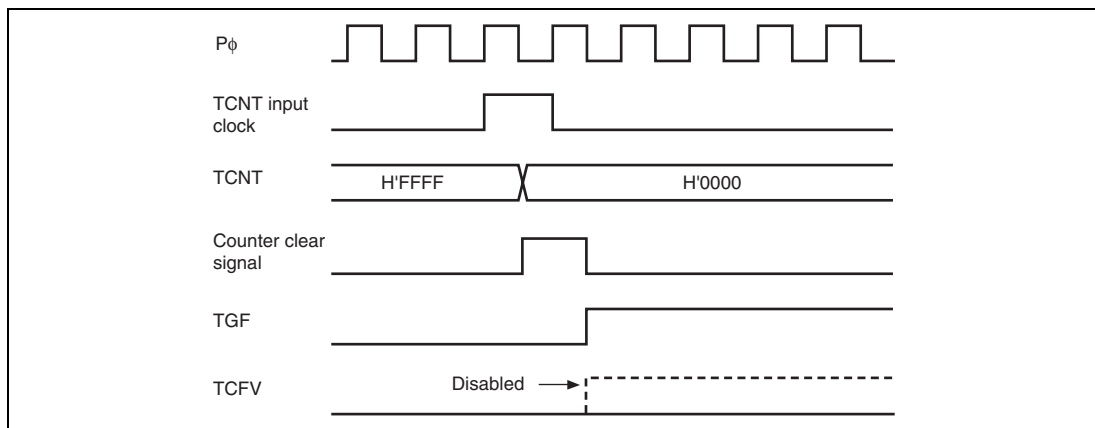 Pϕ
TCNT input
clock
TCNT
H'FFFF
H'0000
Counter clear
signal
TGF
TCFV
Disabled